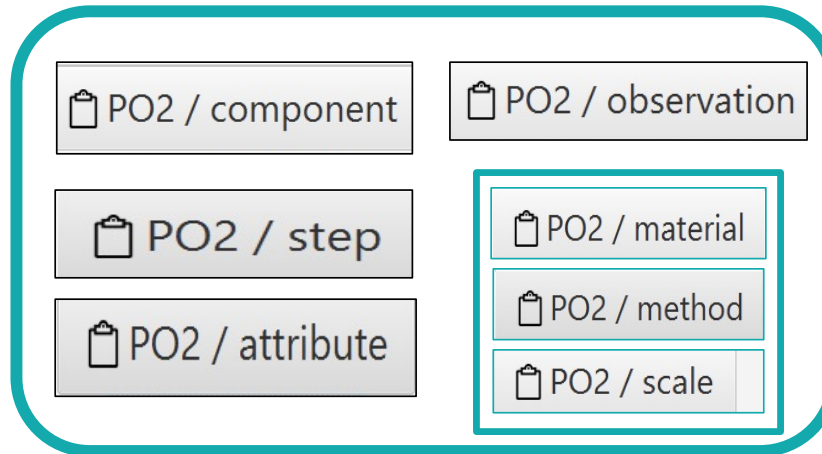 PO2 / component
PO2 / step
PO2 / attribute
PO2 / observation
PO2 / material
PO2 / method
PO2 / scale